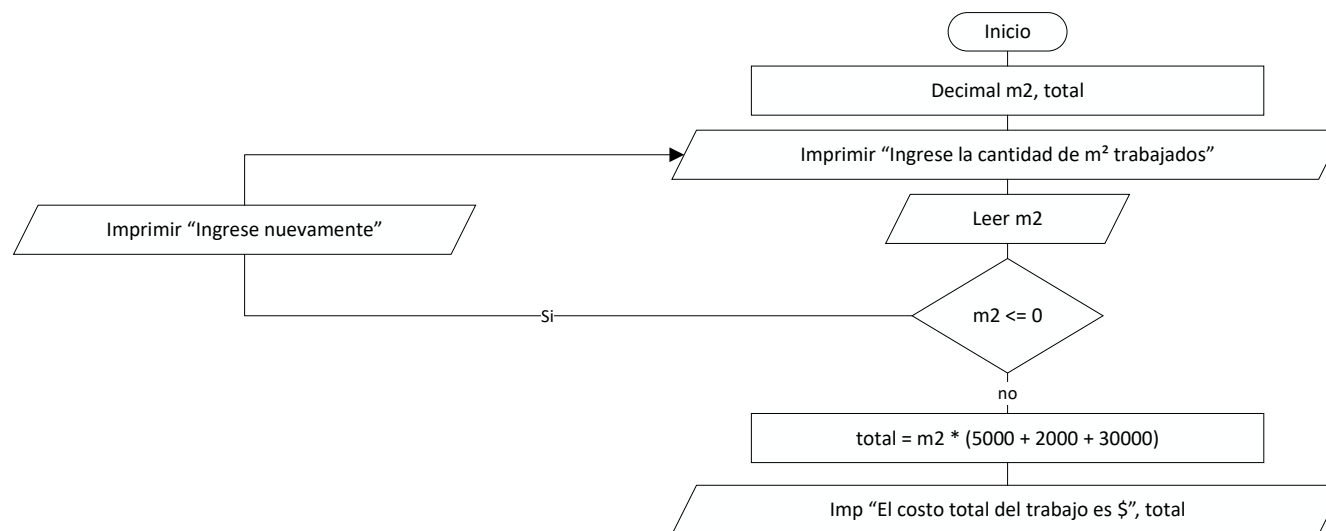 Inicio
Decimal m2, total
Imprimir “Ingrese la cantidad de m² trabajados”
Imprimir “Ingrese nuevamente”
Leer m2
Si
m2 <= 0
no
total = m2 * (5000 + 2000 + 30000)
Imp “El costo total del trabajo es $”, total